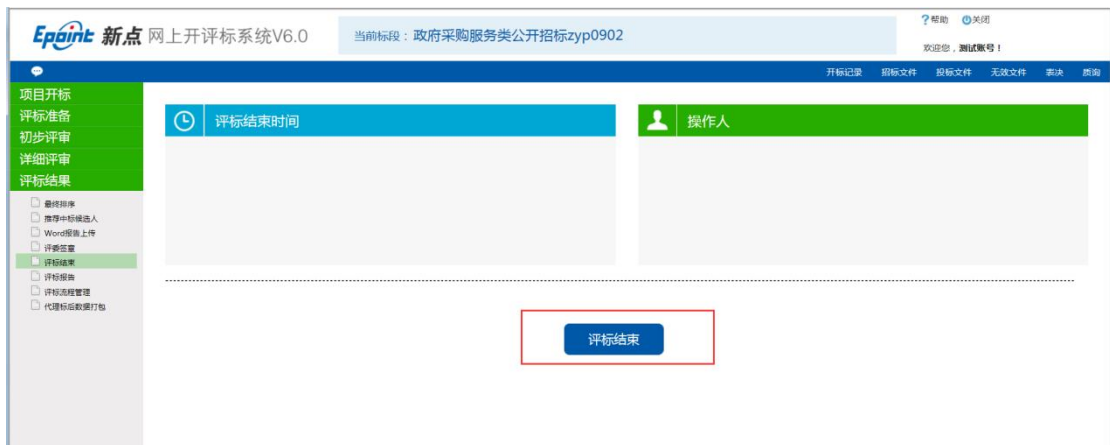 Epoint 新点 网上开评标系统V6.0
当前标段：政府采购服务类公开招标zyp0902
?帮助 关闭
欢迎您，测试账号！
开标记录 招标文件 投标文件 无效文件 表决 质询
项目开标
评标准备
初步评审
详细评审
评标结果
最终排序
推荐中标候选人
Word报告上传
评委签章
评标结束
评标报告
评标流程管理
代理标后数据打包
评标结束时间
操作人
评标结束